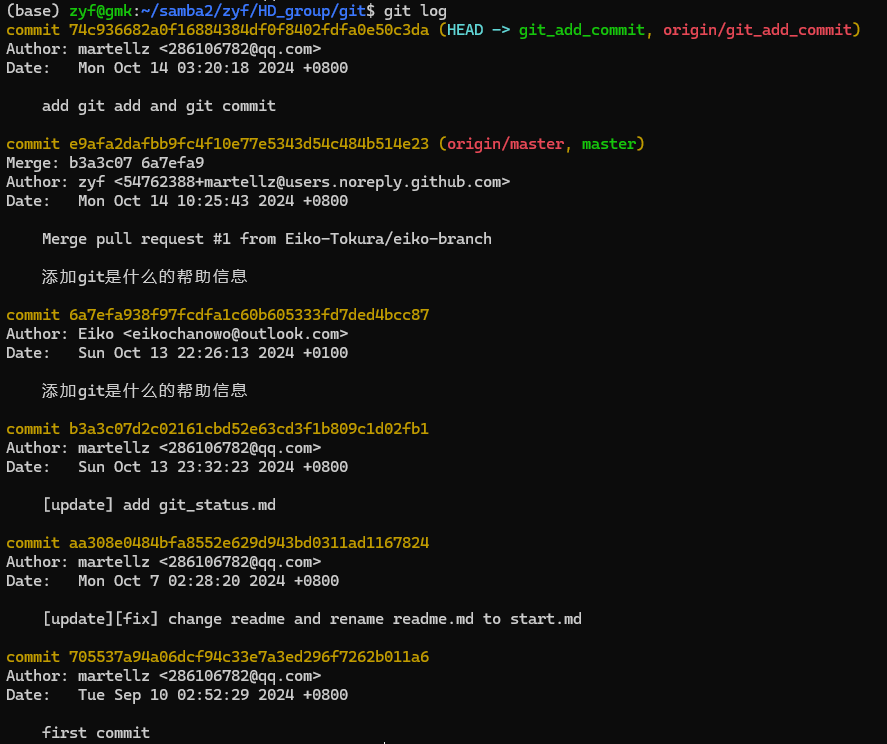 (base) zyf@gmk:~/samba2/zyf/HD_group/git$ git log
commit 74c936682a0f16884384df0f8402fdfa0e50c3da (HEAD -> git_add_commit, origin/git_add_commit)
Author: martellz <286106782@qq.com>
Date:   Mon Oct 14 03:20:18 2024 +0800
add git add and git commit
commit e9afa2dafbb9fc4f10e77e5343d54c484b514e23 (origin/master, master)
Merge: b3a3c07 6a7efa9
Author: zyf <54762388+martellz@users.noreply.github.com>
Date:   Mon Oct 14 10:25:43 2024 +0800
Merge pull request #1 from Eiko-Tokura/eiko-branch
添加git是什么的帮助信息
commit 6a7efa938f97fcdfa1c60b605333fd7ded4bcc87
Author: Eiko <eikochanowo@outlook.com>
Date:   Sun Oct 13 22:26:13 2024 +0100
添加git是什么的帮助信息
commit b3a3c07d2c02161cbd52e63cd3f1b809c1d02fb1
Author: martellz <286106782@qq.com>
Date:   Sun Oct 13 23:32:23 2024 +0800
[update] add git_status.md
commit aa308e0484bfa8552e629d943bd0311ad1167824
Author: martellz <286106782@qq.com>
Date:   Mon Oct 7 02:28:20 2024 +0800
[update][fix] change readme and rename readme.md to start.md
commit 705537a94a06dcf94c33e7a3ed296f7262b011a6
Author: martellz <286106782@qq.com>
Date:   Tue Sep 10 02:52:29 2024 +0800
first commit